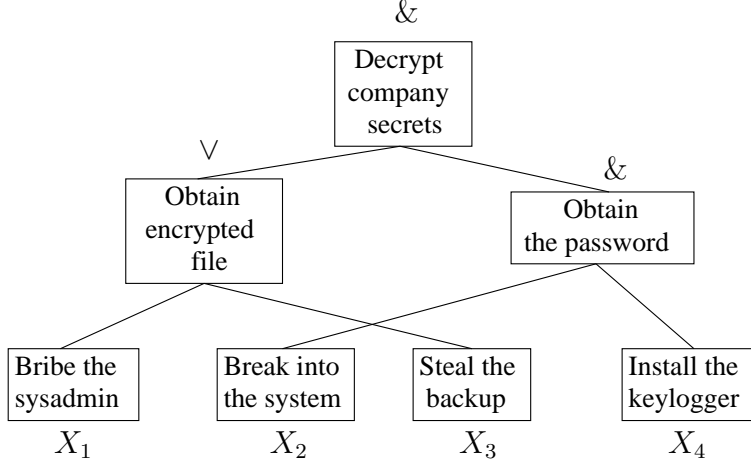 &
Decrypt
company
secrets
∨
&
Obtain
encrypted
file
Obtain
the password
Bribe the
sysadmin
Break into
the system
Steal the
backup
Install the
keylogger
X₁
X₂
X₃
X₄